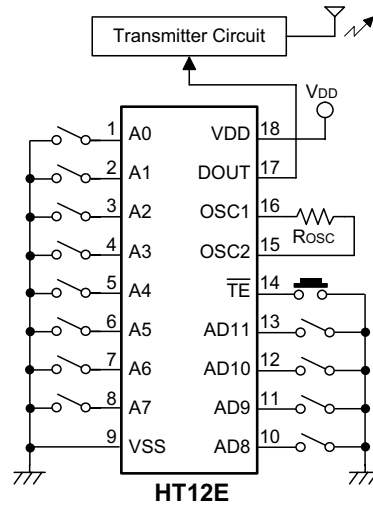 Transmitter Circuit
VDD
1 A0 VDD 18
2 A1 DOUT 17
3 A2 OSC1 16
ROSC
4 A3 OSC2 15
5 A4 TE 14
6 A5 AD11 13
7 A6 AD10 12
8 A7 AD9 11
9 VSS AD8 10
HT12E